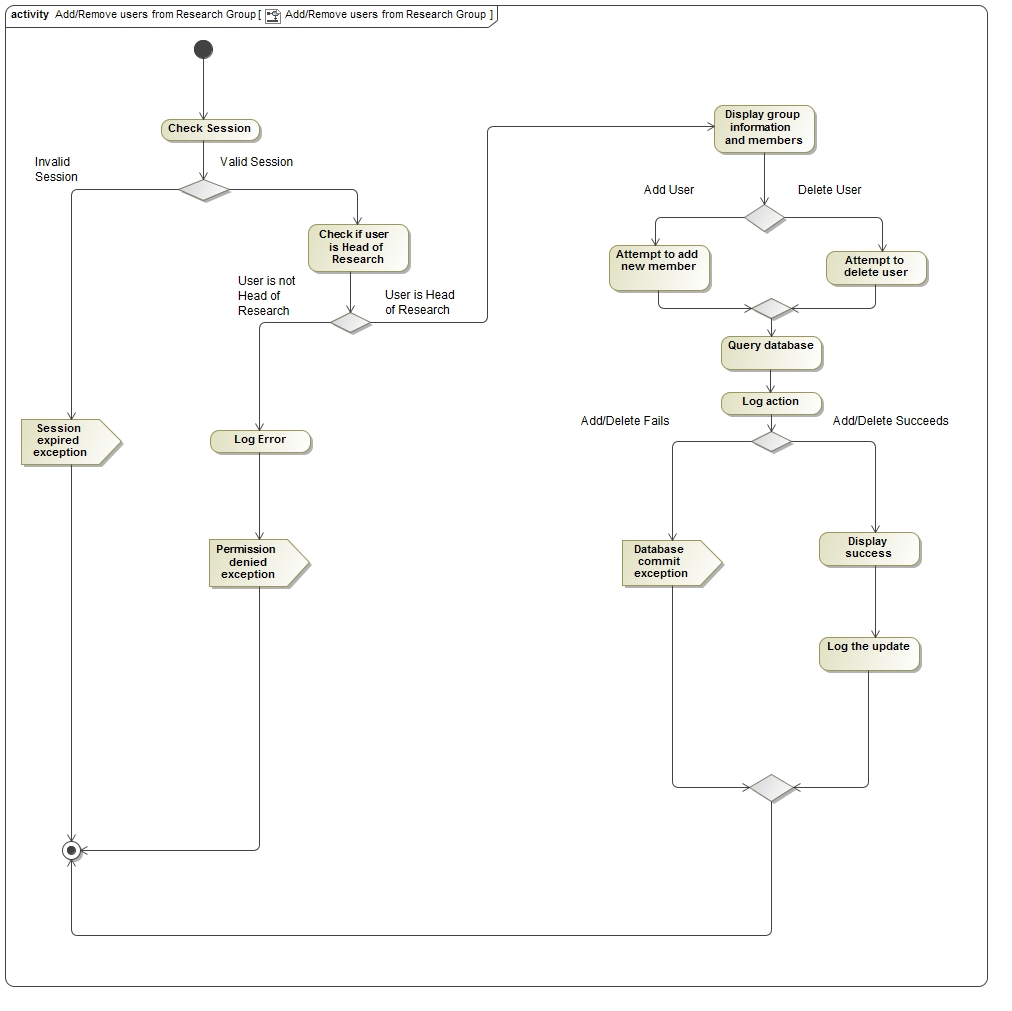 activity Add/Remove users from Research Group [ Add/Remove users from Research Group ]
Check Session
Invalid
Session
Valid Session
Check if user
is Head of
Research
User is not
Head of
Research
User is Head
of Research
Session
expired
exception
Log Error
Permission
denied
exception
Display group
information
and members
Add User
Delete User
Attempt to add
new member
Attempt to
delete user
Query database
Log action
Add/Delete Fails
Add/Delete Succeeds
Database
commit
exception
Display
success
Log the update